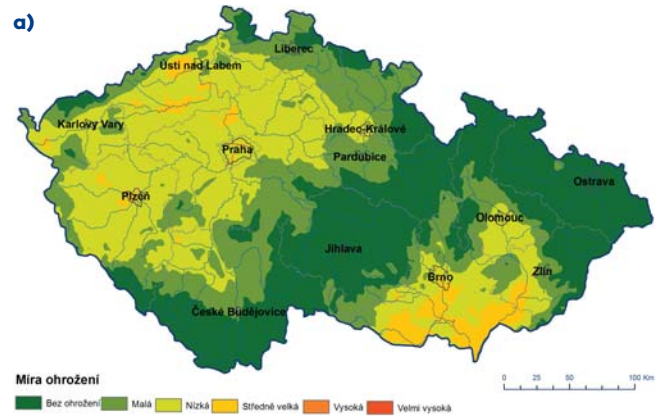 a)
Liberec
Ústí nad Labem
Karlovy Vary
Hradec-Králové
Praha
Pardubice
Plzeň
Ostrava
Olomouc
Jihlava
Brno
Zlín
České Budějovice
Míra ohrožení
Bez ohrožení Malá Nízká Středně velká Vysoká Velmi vysoká
0 25 50 100 Km